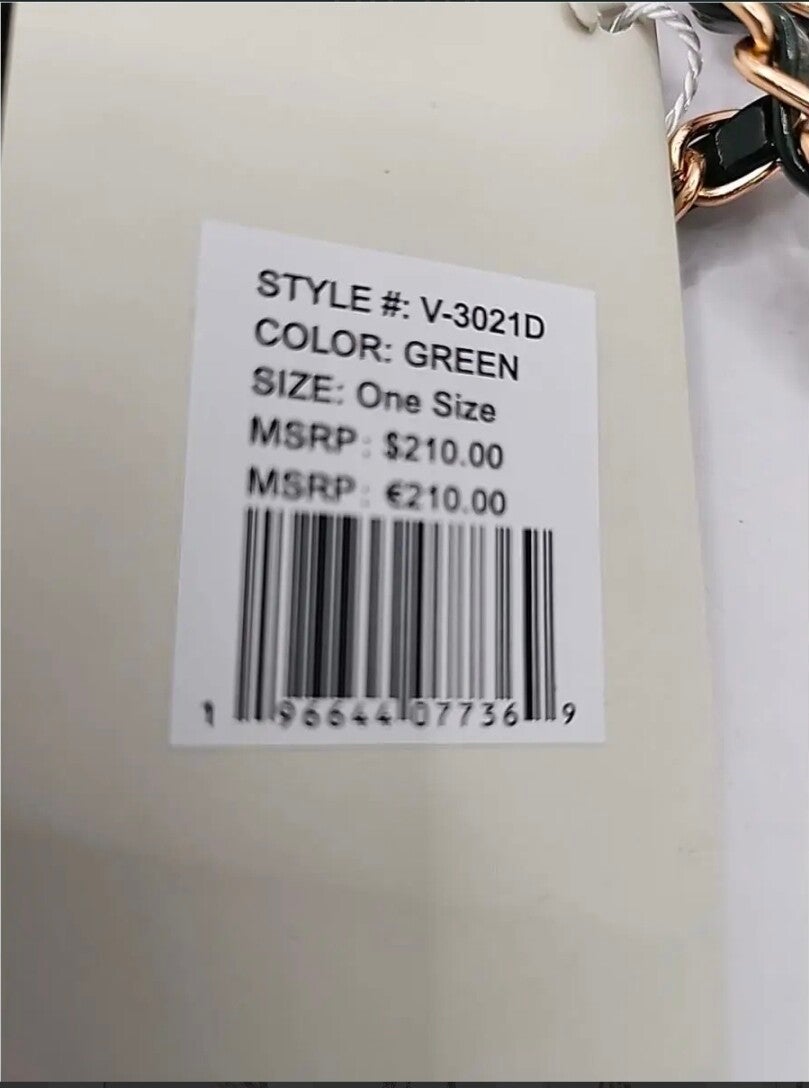 STYLE #: V-3021D
COLOR: GREEN
SIZE: One Size
MSRP: $210.00
MSRP: €210.00
1 96644 07736 9